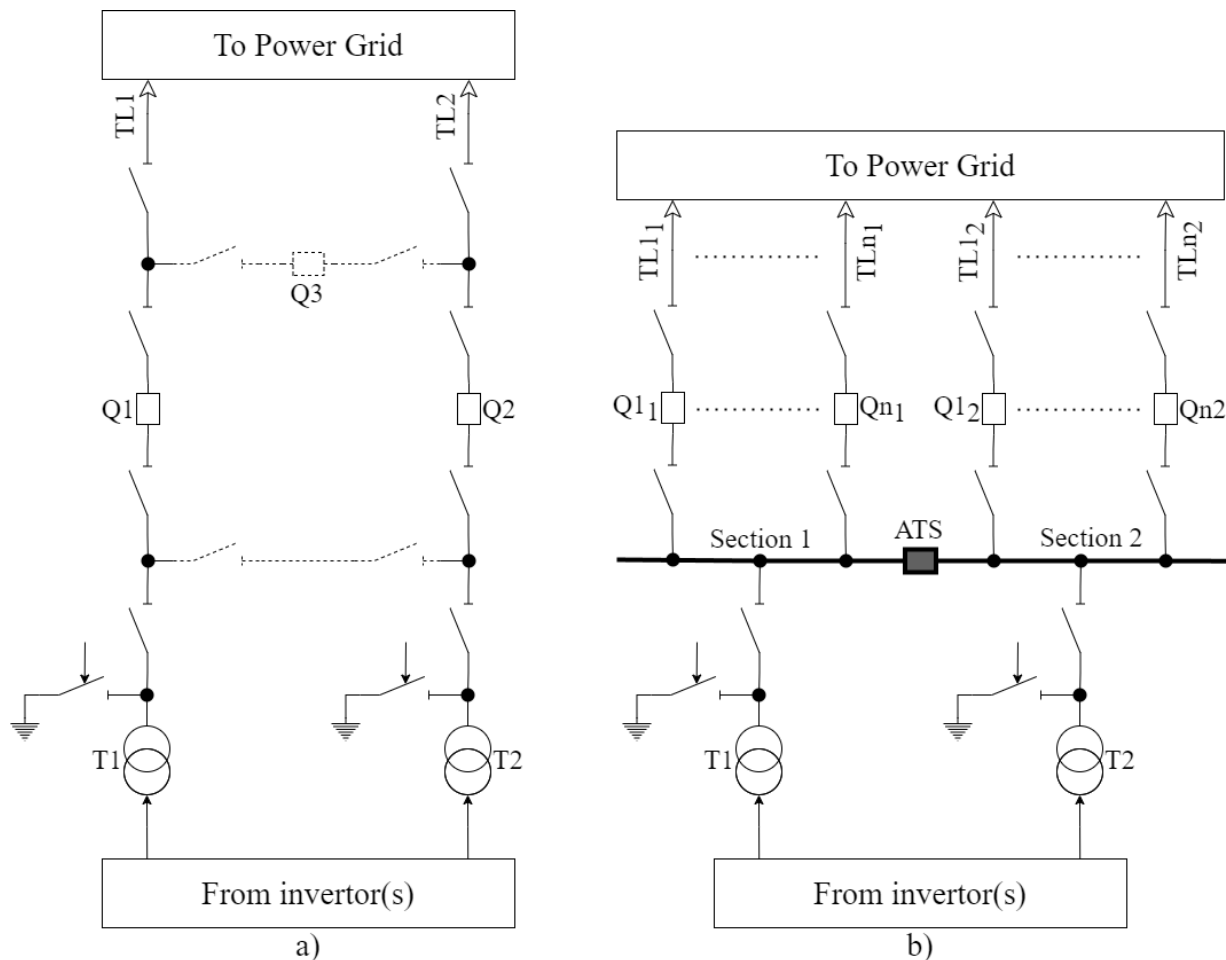 To Power Grid
TL1
TL2
Q3
Q1
Q2
T1
T2
From invertor(s)
a)
To Power Grid
TL1₁
TLn₁
TL1₂
TLn₂
Q1₁
Qn₁
Q1₂
Qn2
Section 1
ATS
Section 2
T1
T2
From invertor(s)
b)